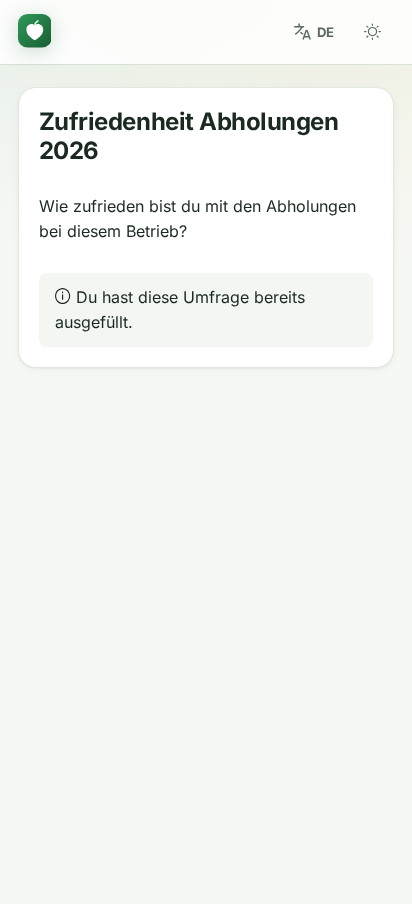 DE
Zufriedenheit Abholungen
2026
Wie zufrieden bist du mit den Abholungen
bei diesem Betrieb?
Du hast diese Umfrage bereits
ausgefüllt.